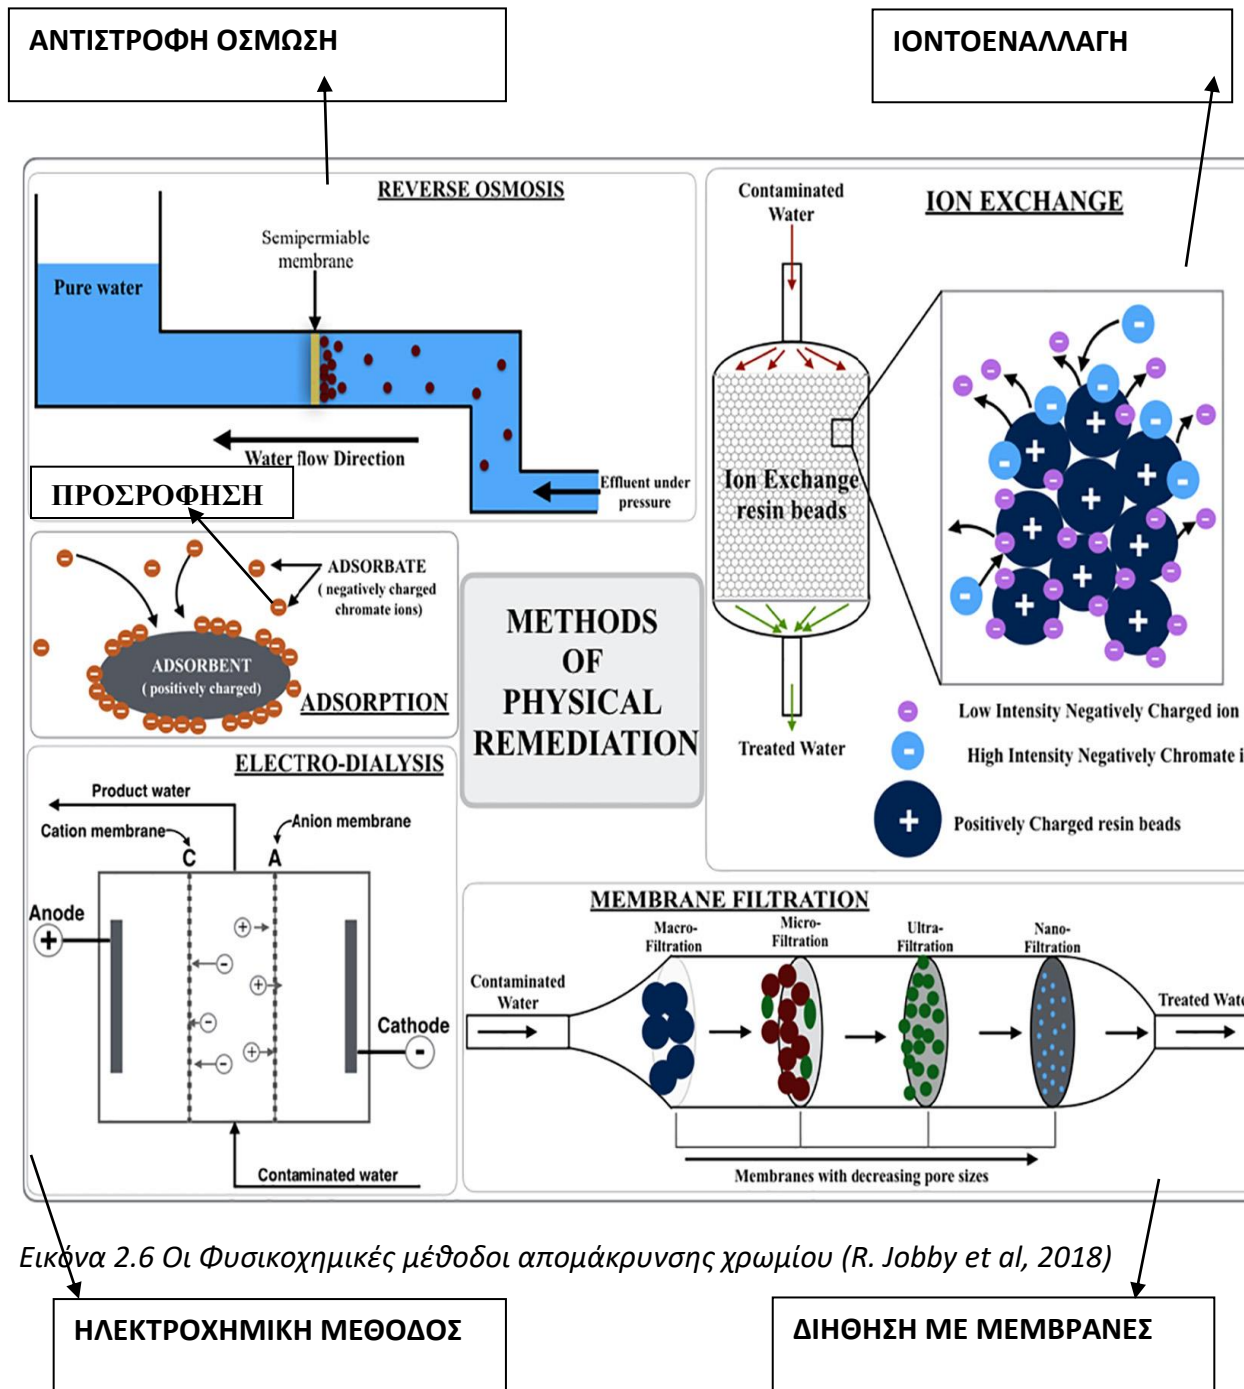 ΑΝΤΙΣΤΡΟΦΗ ΟΣΜΩΣΗ
ΙΟΝΤΟΕΝΑΛΛΑΓΗ
REVERSE OSMOSIS
Semipermiable
membrane
Pure water
Water flow Direction
Effluent under
pressure
ΠΡΟΣΡΟΦΗΣΗ
ION EXCHANGE
Contaminated
Water
Ion Exchange
resin beads
Treated Water
Low Intensity Negatively Charged ion
High Intensity Negatively Chromate i
Positively Charged resin beads
ADSORBATE
( negatively charged
chromate ions)
ADSORBENT
( positively charged)
ADSORPTION
METHODS
OF
PHYSICAL
REMEDIATION
ELECTRO-DIALYSIS
Product water
Cation membrane
Anion membrane
C
A
Anode
Cathode
Contaminated water
MEMBRANE FILTRATION
Macro-
Filtration
Micro-
Filtration
Ultra-
Filtration
Nano-
Filtration
Contaminated
Water
Treated Wate
Membranes with decreasing pore sizes
Εικόνα 2.6 Οι Φυσικοχημικές μέθοδοι απομάκρυνσης χρωμίου (R. Jobby et al, 2018)
ΗΛΕΚΤΡΟΧΗΜΙΚΗ ΜΕΘΟΔΟΣ
ΔΙΗΘΗΣΗ ΜΕ ΜΕΜΒΡΑΝΕΣ